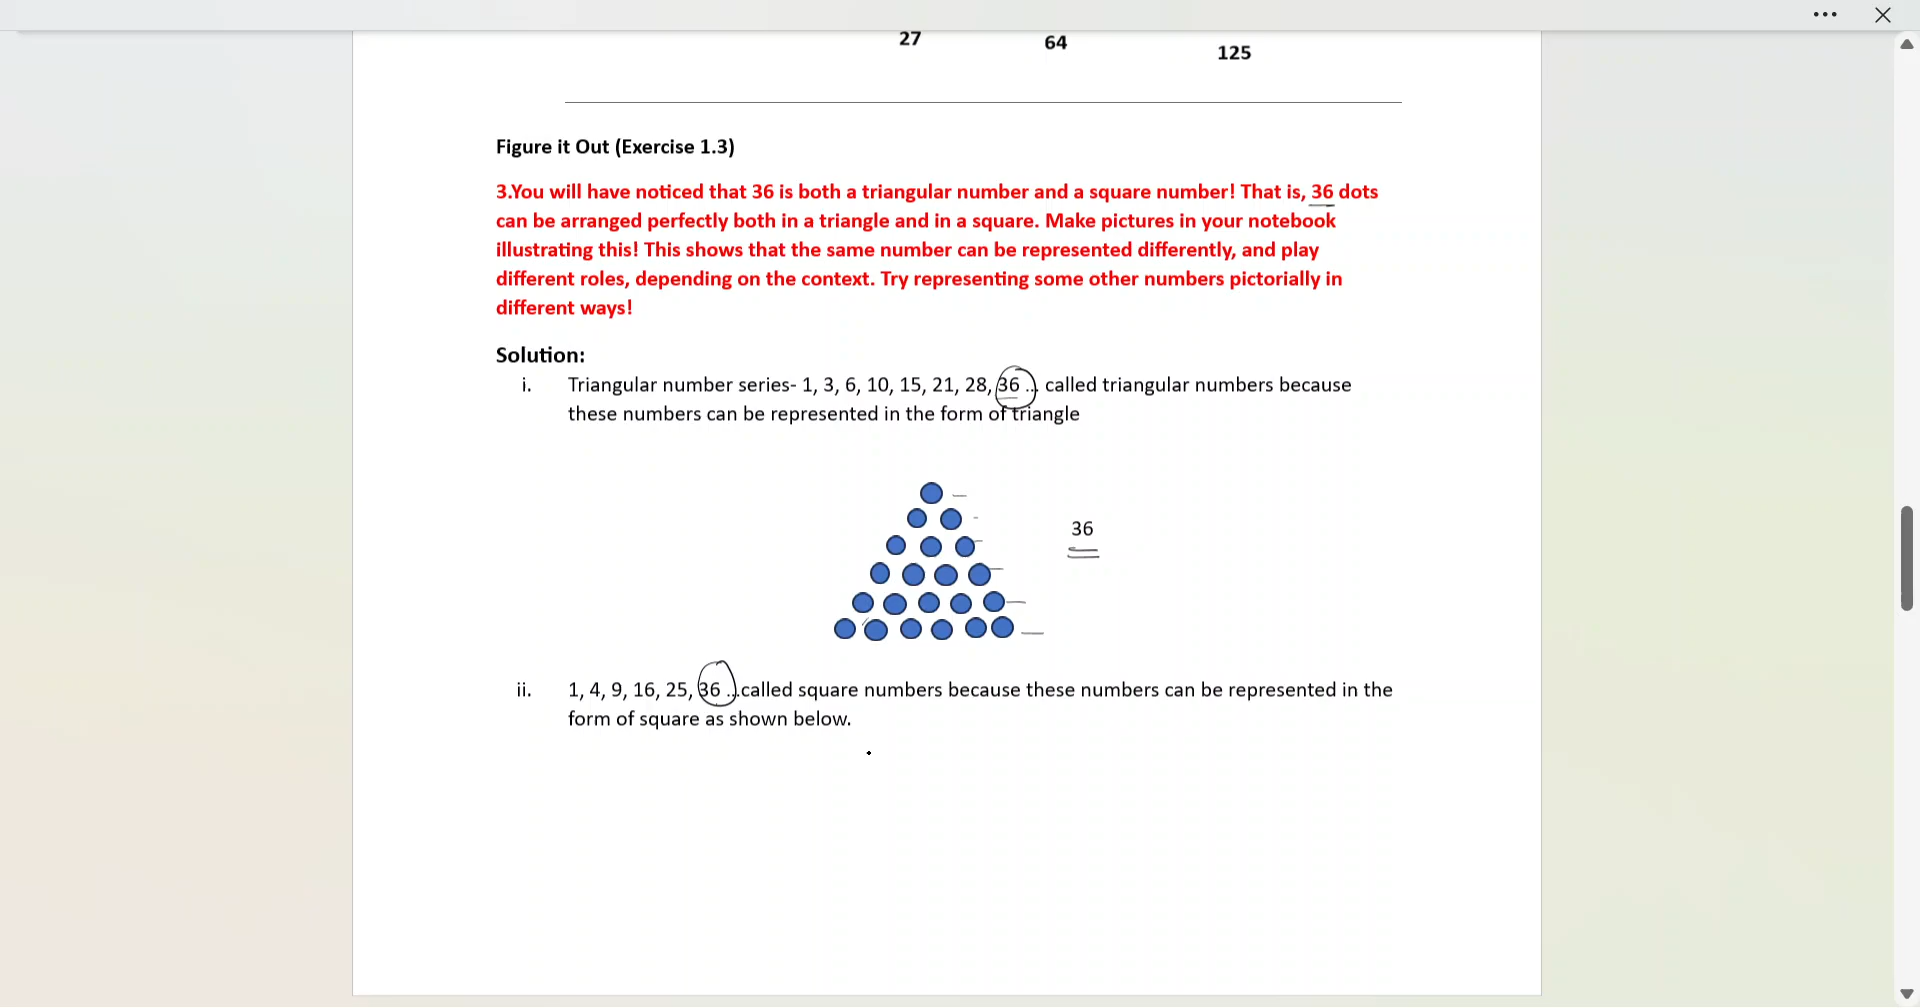 27
64
125
Figure it Out (Exercise 1.3)
3.You will have noticed that 36 is both a triangular number and a square number! That is, 36 dots
can be arranged perfectly both in a triangle and in a square. Make pictures in your notebook
illustrating this! This shows that the same number can be represented differently, and play
different roles, depending on the context. Try representing some other numbers pictorially in
different ways!
Solution:
i. Triangular number series- 1, 3, 6, 10, 15, 21, 28, 36 ... called triangular numbers because
these numbers can be represented in the form of triangle
36
ii. 1, 4, 9, 16, 25, 36 ...called square numbers because these numbers can be represented in the
form of square as shown below.